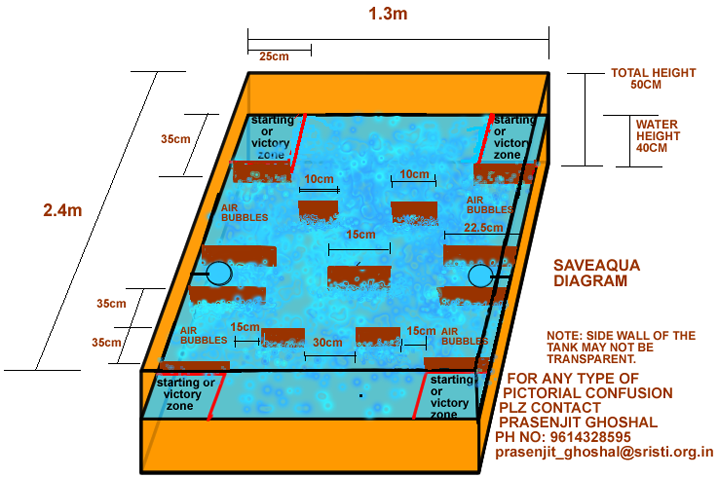 1.3m
25cm
TOTAL HEIGHT
50CM
starting
or
victory
zone
starting
or
victory
zone
WATER
HEIGHT
40CM
35cm
10cm
10cm
2.4m
AIR
BUBBLES
AIR
BUBBLES
22.5cm
15cm
SAVEAQUA
DIAGRAM
35cm
35cm
AIR
BUBBLES
15cm
30cm
15cm
AIR
BUBBLES
NOTE: SIDE WALL OF THE
TANK MAY NOT BE
TRANSPARENT.
starting or
victory
zone
starting
or
victory
zone
FOR ANY TYPE OF
PICTORIAL CONFUSION
PLZ CONTACT
PRASENJIT GHOSHAL
PH NO: 9614328595
prasenjit_ghoshal@sristi.org.in